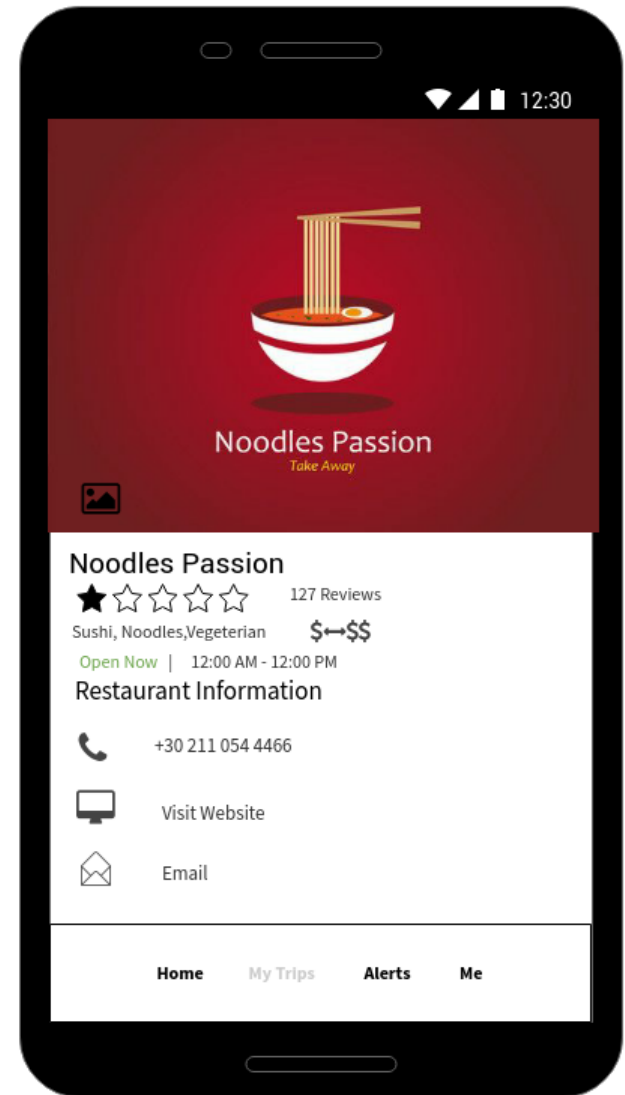 12:30
Noodles Passion
Take Away
Noodles Passion
127 Reviews
Sushi, Noodles,Vegeterian $↔$$
Open Now | 12:00 AM - 12:00 PM
Restaurant Information
+30 211 054 4466
Visit Website
Email
Home My Trips Alerts Me